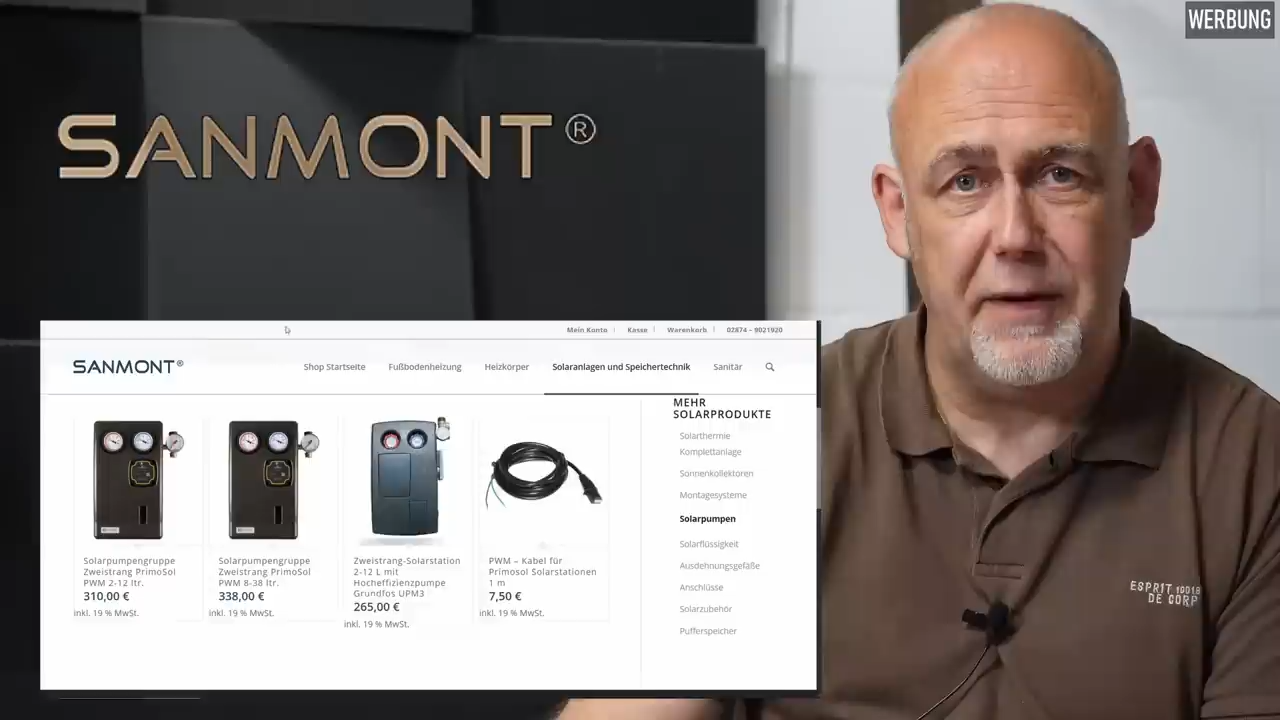 WERBUNG
SANMONT®
Mein Konto
Kasse
Warenkorb
02874 – 9021920
SANMONT®
Shop Startseite
Fußbodenheizung
Heizkörper
Solaranlagen und Speichertechnik
Sanitär
Solarpumpengruppe
Zweistrang PrimoSol
PWM 2-12 ltr.
310,00 €
inkl. 19 % MwSt.
Solarpumpengruppe
Zweistrang PrimoSol
PWM 8-38 ltr.
338,00 €
inkl. 19 % MwSt.
Zweistrang-Solarstation
2-12 L mit
Hocheffizienzpumpe
Grundfos UPM3
265,00 €
inkl. 19 % MwSt.
PWM – Kabel für
Primosol Solarstationen
1 m
7,50 €
inkl. 19 % MwSt.
MEHR
SOLARPRODUKTE
Solarthermie
Komplettanlage
Sonnenkollektoren
Montagesysteme
Solarpumpen
Solarflüssigkeit
Ausdehnungsgefäße
Anschlüsse
Solarzubehör
Pufferspeicher
ESPRIT
DE CORP